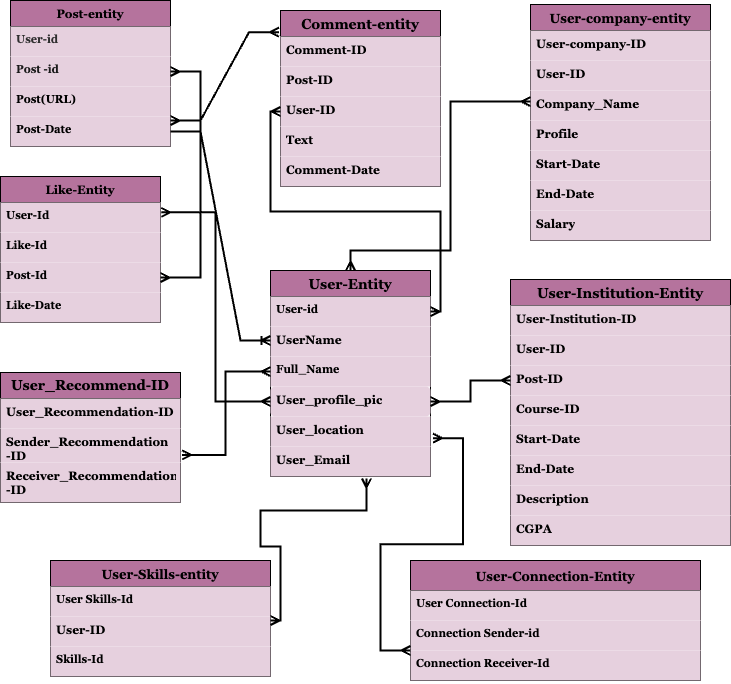 Post-entity
User-id
Post -id
Post(URL)
Post-Date
Comment-entity
Comment-ID
Post-ID
User-ID
Text
Comment-Date
User-company-entity
User-company-ID
User-ID
Company_Name
Profile
Start-Date
End-Date
Salary
Like-Entity
User-Id
Like-Id
Post-Id
Like-Date
User-Entity
User-id
UserName
Full_Name
User_profile_pic
User_location
User_Email
User-Institution-Entity
User-Institution-ID
User-ID
Post-ID
Course-ID
Start-Date
End-Date
Description
CGPA
User_Recommend-ID
User_Recommendation-ID
Sender_Recommendation
-ID
Receiver_Recommendation
-ID
User-Skills-entity
User Skills-Id
User-ID
Skills-Id
User-Connection-Entity
User Connection-Id
Connection Sender-id
Connection Receiver-Id